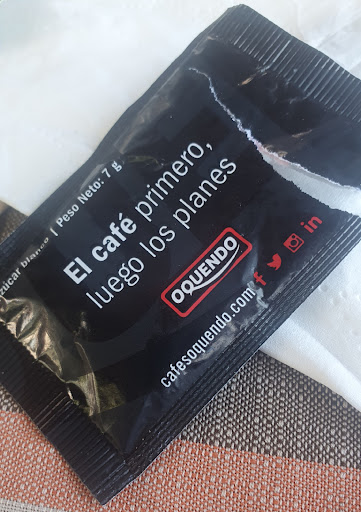 azúcar blanco | Peso Neto: 7 g
El café primero,
luego los planes
OQUENDO
cafesoquendo.com